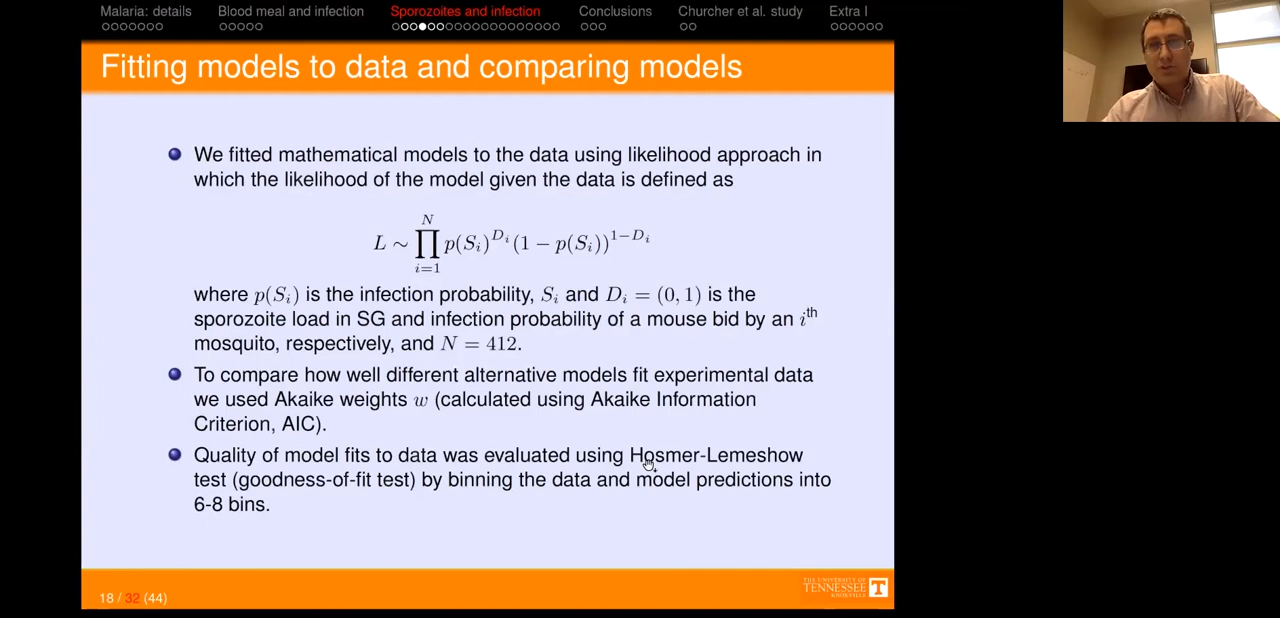 Malaria: details Blood meal and infection Sporozoites and infection Conclusions Churcher et al. study Extra I
Fitting models to data and comparing models
We fitted mathematical models to the data using likelihood approach in
which the likelihood of the model given the data is defined as
L ∼ ∏_{i=1}^{N} p(S_i)^{D_i} (1 − p(S_i))^{1−D_i}
where p(S_i) is the infection probability, S_i and D_i = (0, 1) is the
sporozoite load in SG and infection probability of a mouse bid by an i^th
mosquito, respectively, and N = 412.
To compare how well different alternative models fit experimental data
we used Akaike weights w (calculated using Akaike Information
Criterion, AIC).
Quality of model fits to data was evaluated using Hosmer-Lemeshow
test (goodness-of-fit test) by binning the data and model predictions into
6-8 bins.
18 / 32 (44)
THE UNIVERSITY OF
TENNESSEE
KNOXVILLE
T